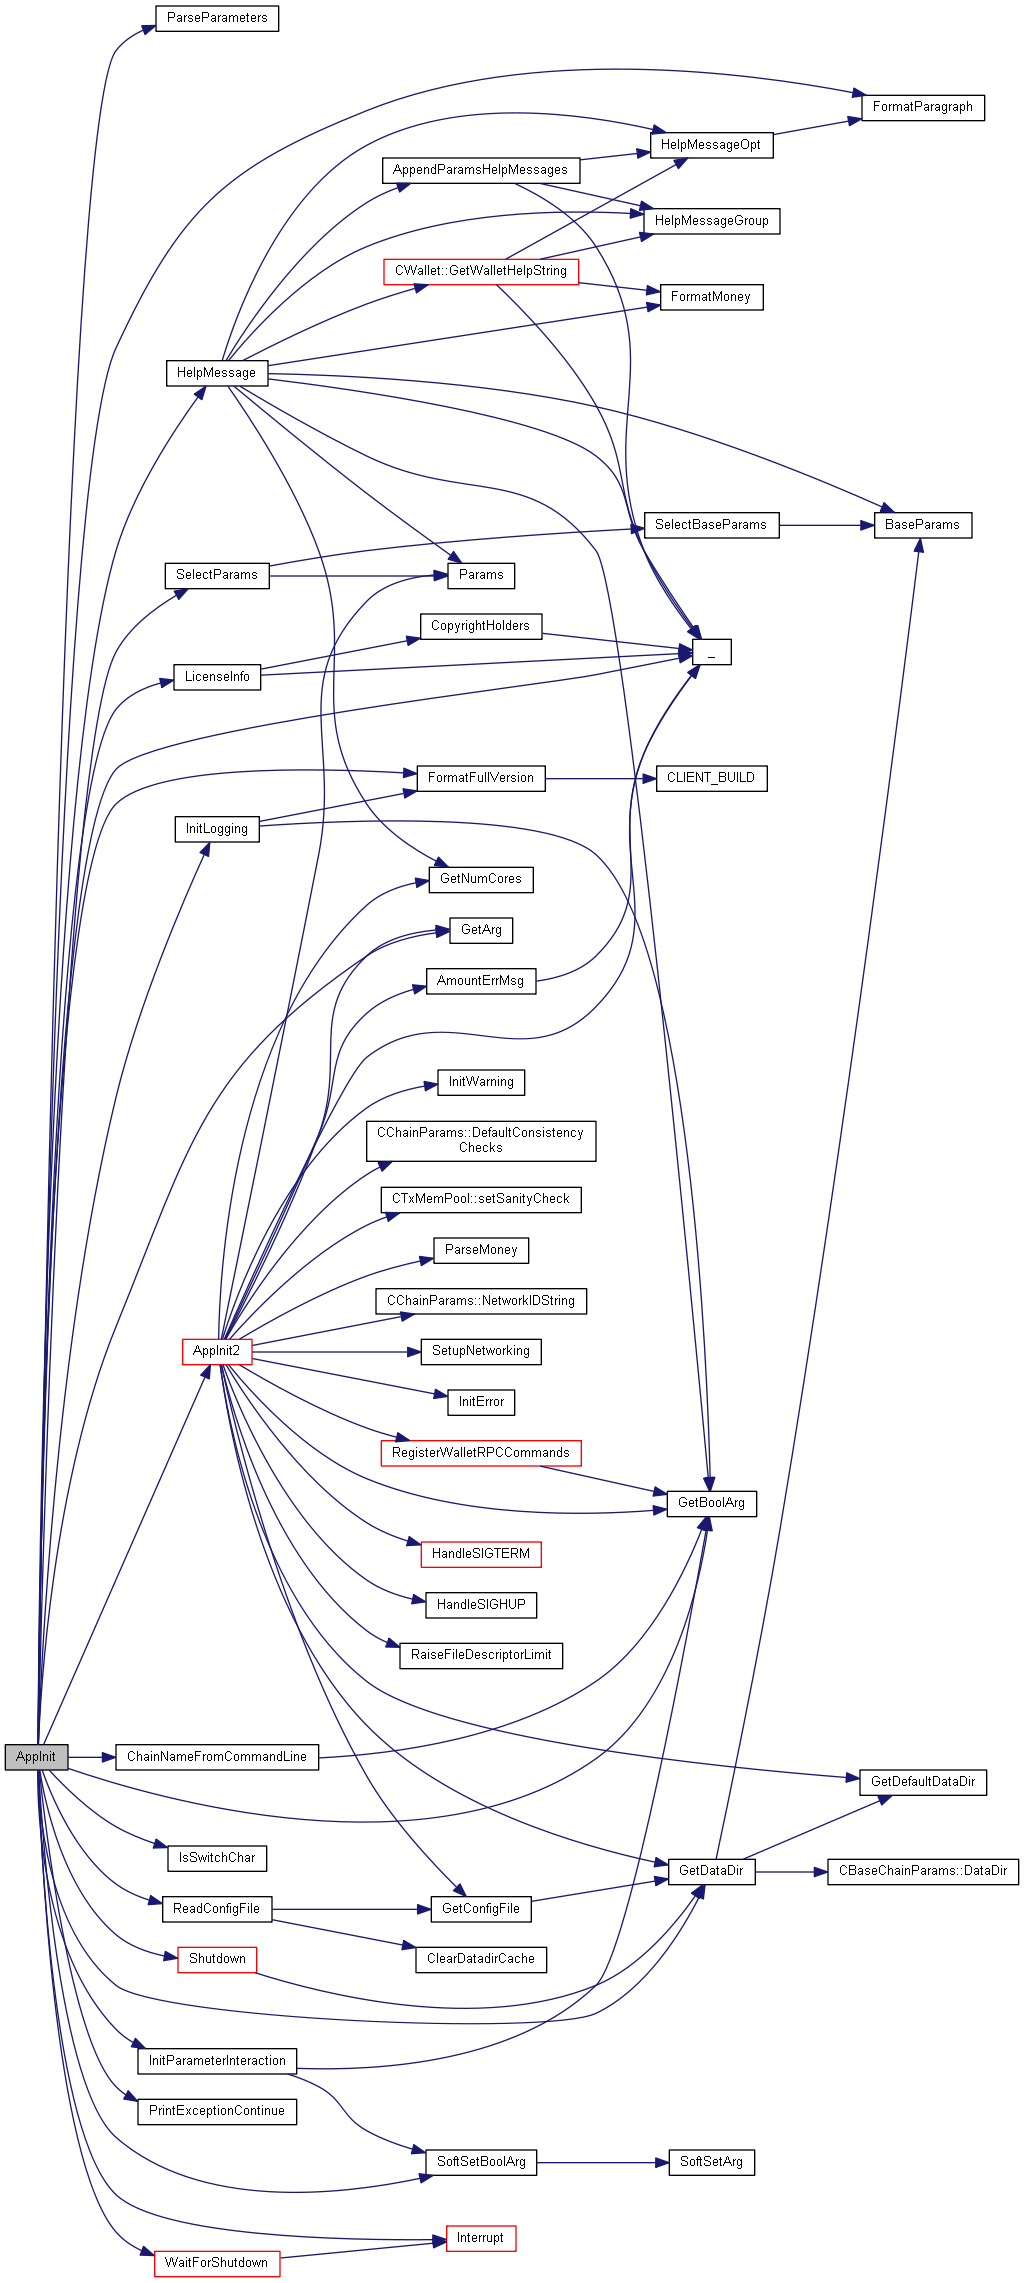 ParseParameters
FormatParagraph
HelpMessageOpt
AppendParamsHelpMessages
HelpMessageGroup
CWallet::GetWalletHelpString
FormatMoney
HelpMessage
SelectBaseParams
BaseParams
SelectParams
Params
CopyrightHolders
_
LicenseInfo
FormatFullVersion
CLIENT_BUILD
InitLogging
GetNumCores
GetArg
AmountErrMsg
InitWarning
CChainParams::DefaultConsistency
Checks
CTxMemPool::setSanityCheck
ParseMoney
CChainParams::NetworkIDString
AppInit2
SetupNetworking
InitError
RegisterWalletRPCCommands
GetBoolArg
HandleSIGTERM
HandleSIGHUP
RaiseFileDescriptorLimit
AppInit
ChainNameFromCommandLine
GetDefaultDataDir
IsSwitchChar
GetDataDir
CBaseChainParams::DataDir
ReadConfigFile
GetConfigFile
Shutdown
ClearDatadirCache
InitParameterInteraction
PrintExceptionContinue
SoftSetBoolArg
SoftSetArg
Interrupt
WaitForShutdown